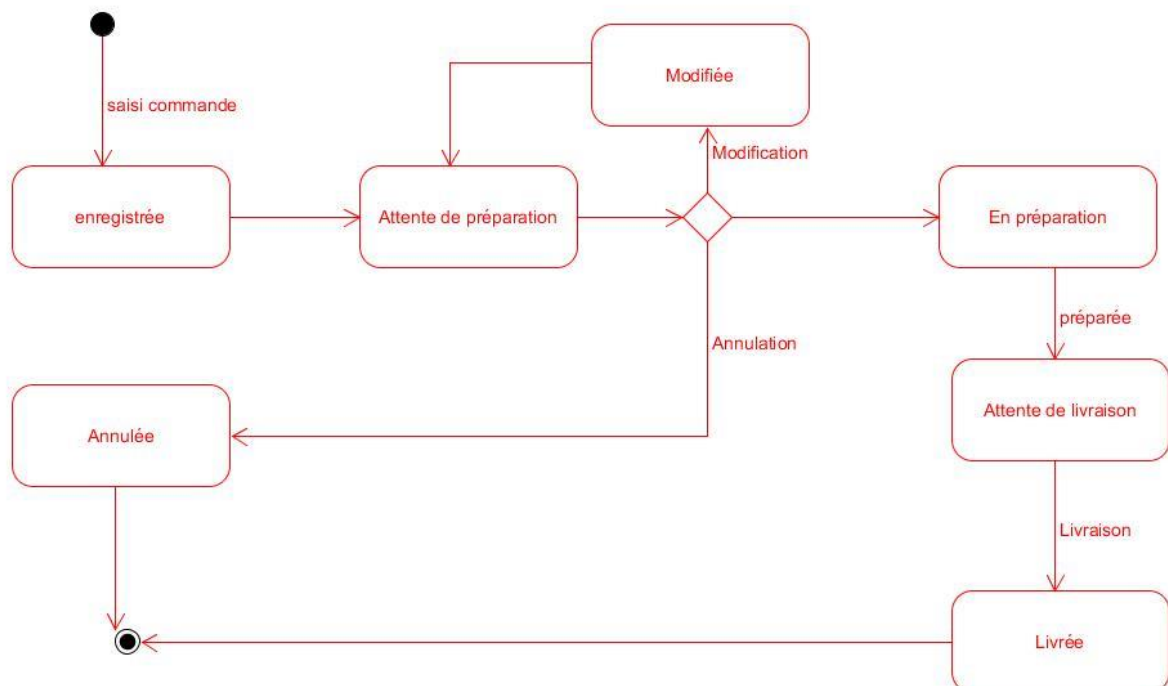 Modifiée
saisi commande
Modification
enregistrée
Attente de préparation
En préparation
préparée
Annulation
Attente de livraison
Annulée
Livraison
Livrée